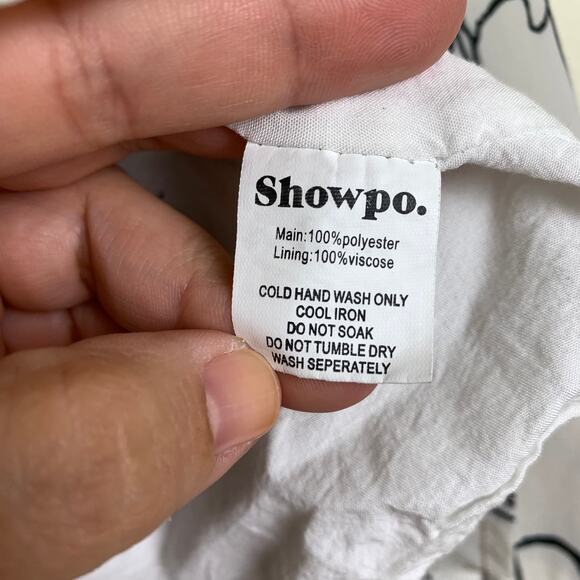 Showpo.
Main:100%polyester
Lining:100%viscose
COLD HAND WASH ONLY
COOL IRON
DO NOT SOAK
DO NOT TUMBLE DRY
WASH SEPERATELY